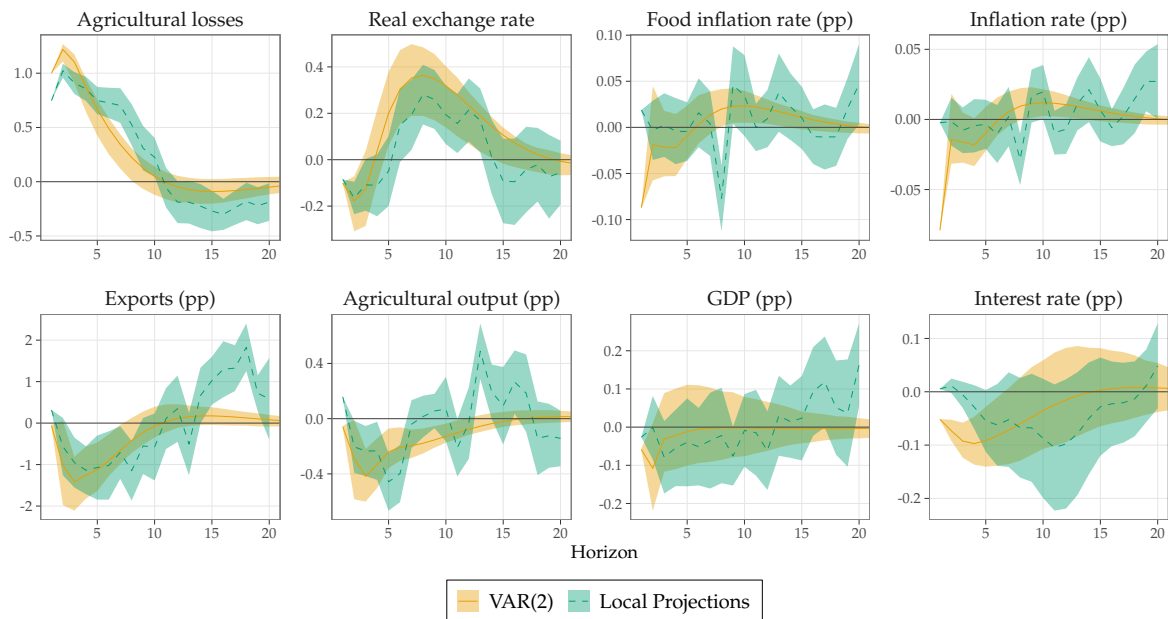 Agricultural losses
Real exchange rate
Food inflation rate (pp)
Inflation rate (pp)
1.0
0.5
0.0
-0.5
5 10 15 20
0.4
0.2
0.0
-0.2
5 10 15 20
0.10
0.05
0.00
-0.05
-0.10
5 10 15 20
0.05
0.00
-0.05
5 10 15 20
Exports (pp)
Agricultural output (pp)
GDP (pp)
Interest rate (pp)
2
1
0
-1
-2
5 10 15 20
0.4
0.0
-0.4
5 10 15 20
0.2
0.1
0.0
-0.1
-0.2
5 10 15 20
0.1
0.0
-0.1
-0.2
5 10 15 20
Horizon
VAR(2) Local Projections